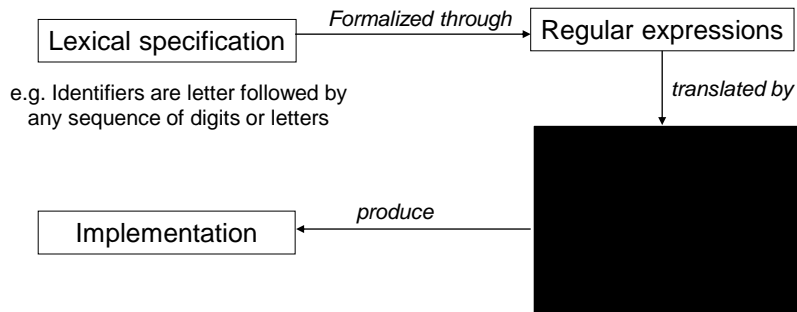 Formalized through
Lexical specification
Regular expressions
e.g. Identifiers are letter followed by
any sequence of digits or letters
translated by
produce
Implementation